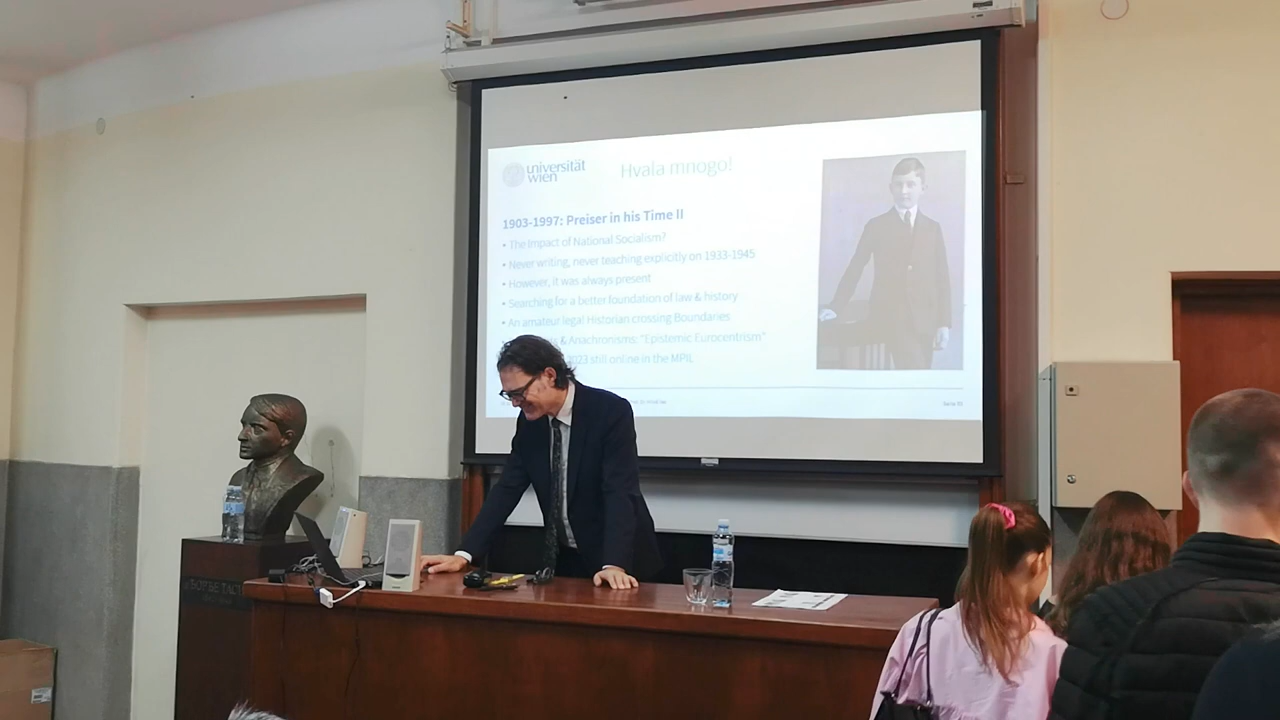 universität
wien
Hvala mnogo!
1903-1997: Preiser in his Time II
• The Impact of National Socialism?
• Never writing, never teaching explicitly on 1933-1945
• However, it was always present
• Searching for a better foundation of law & history
• An amateur legal Historian crossing Boundaries
& Anachronisms: "Epistemic Eurocentrism"
2023 still online in the MPIL